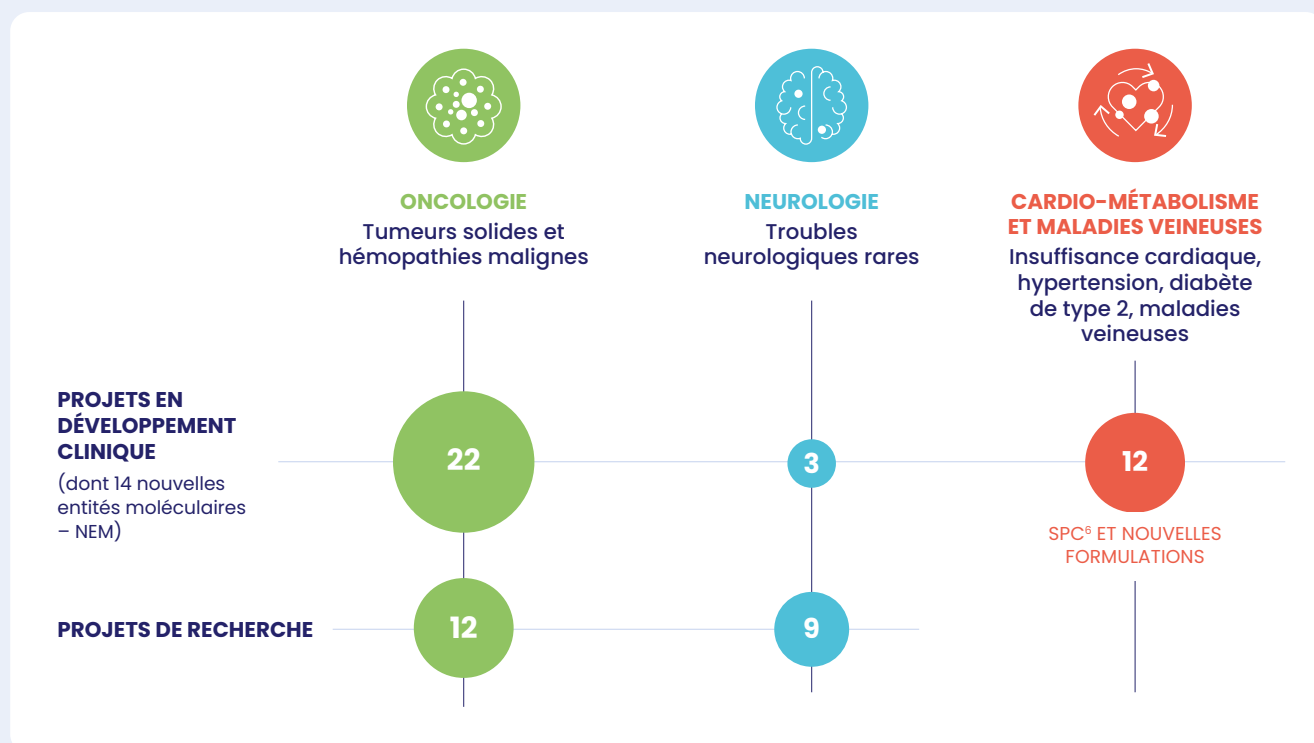 ONCOLOGIE
Tumeurs solides et
hémopathies malignes
NEUROLOGIE
Troubles
neurologiques rares
CARDIO-MÉTABOLISME
ET MALADIES VEINEUSES
Insuffisance cardiaque,
hypertension, diabète
de type 2, maladies
veineuses
PROJETS EN
DÉVELOPPEMENT
CLINIQUE
(dont 14 nouvelles
entités moléculaires
– NEM)
22
3
12
SPC⁶ ET NOUVELLES
FORMULATIONS
PROJETS DE RECHERCHE
12
9